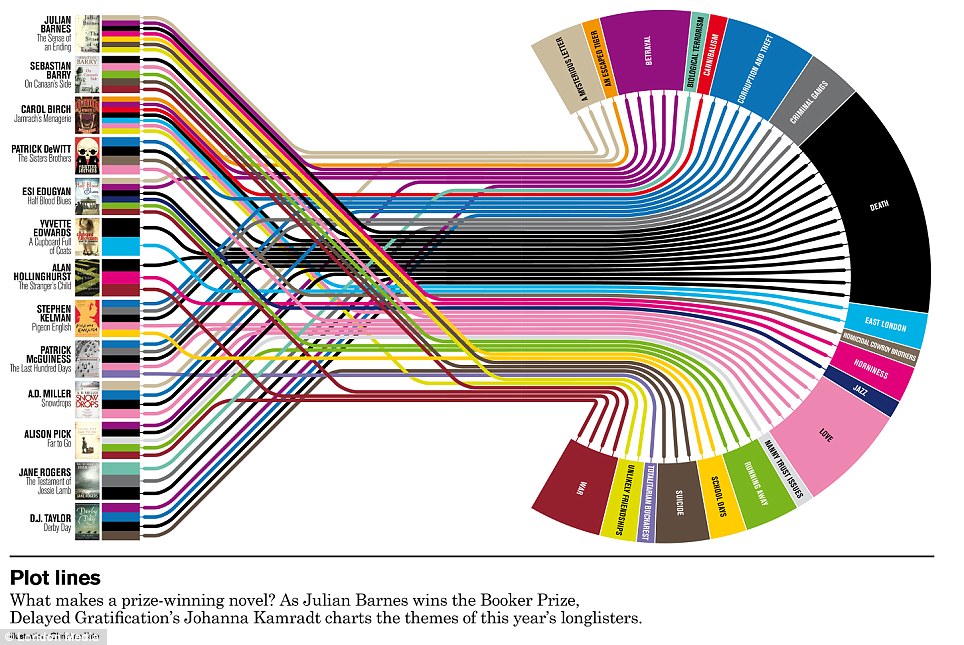 JULIAN
BARNES
The Sense of
an Ending
SEBASTIAN
BARRY
On Canaan's Side
CAROL BIRCH
Jamrach's Menagerie
PATRICK DeWITT
The Sisters Brothers
ESI EDUGYAN
Half Blood Blues
YVETTE
EDWARDS
A Cupboard Full
of Coats
ALAN
HOLLINGHURST
The Stranger's Child
STEPHEN
KELMAN
Pigeon English
PATRICK
McGUINESS
The Last Hundred Days
A.D. MILLER
Snowdrops
ALISON PICK
Far to Go
JANE ROGERS
The Testament of
Jessie Lamb
D.J. TAYLOR
Derby Day
A MYSTERIOUS LETTER
AN ESCAPED TIGER
BETRAYAL
BIOLOGICAL TERRORISM
CANNIBALISM
CORRUPTION AND THEFT
CRIMINAL GANGS
DEATH
EAST LONDON
HOMICIDAL COWBOY BROTHERS
HORNINESS
JAZZ
LOVE
NANNY TRUST ISSUES
RUNNING AWAY
SCHOOL DAYS
SUICIDE
TOTALITARIAN BUCHAREST
UNLIKELY FRIENDSHIPS
WAR
SNOW
DROPS
Derby
Day
Plot lines
What makes a prize-winning novel? As Julian Barnes wins the Booker Prize,
Delayed Gratification's Johanna Kamradt charts the themes of this year's longlisters.